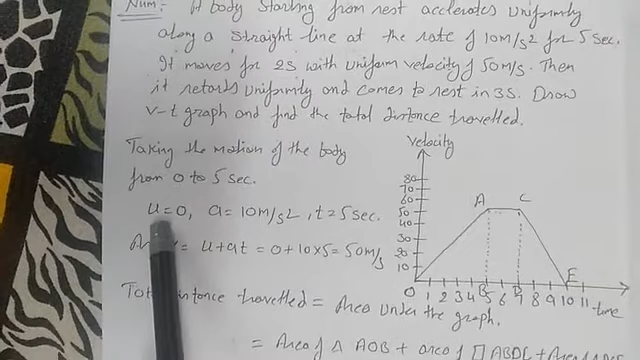 Num: A body starting from rest accelerates uniformly
along a straight line at the rate of 10m/s2 for 5 sec.
It moves for 2s with uniform velocity of 50m/s. Then
it retards uniformly and comes to rest in 3s. Draw
v-t graph and find the total distance travelled.
Taking the motion of the body
from 0 to 5 sec.
u=0, a=10m/s2, t=5sec.
= u+at = 0+10×5=50m/s
travelled = Area under the graph.
= Area of △ AOB + area of □ ABDC +
Velocity
80
70
60
50
40
30
20
10
A C
E
0 1 2 3 4 5 6 7 8 9 10 11 time
B D